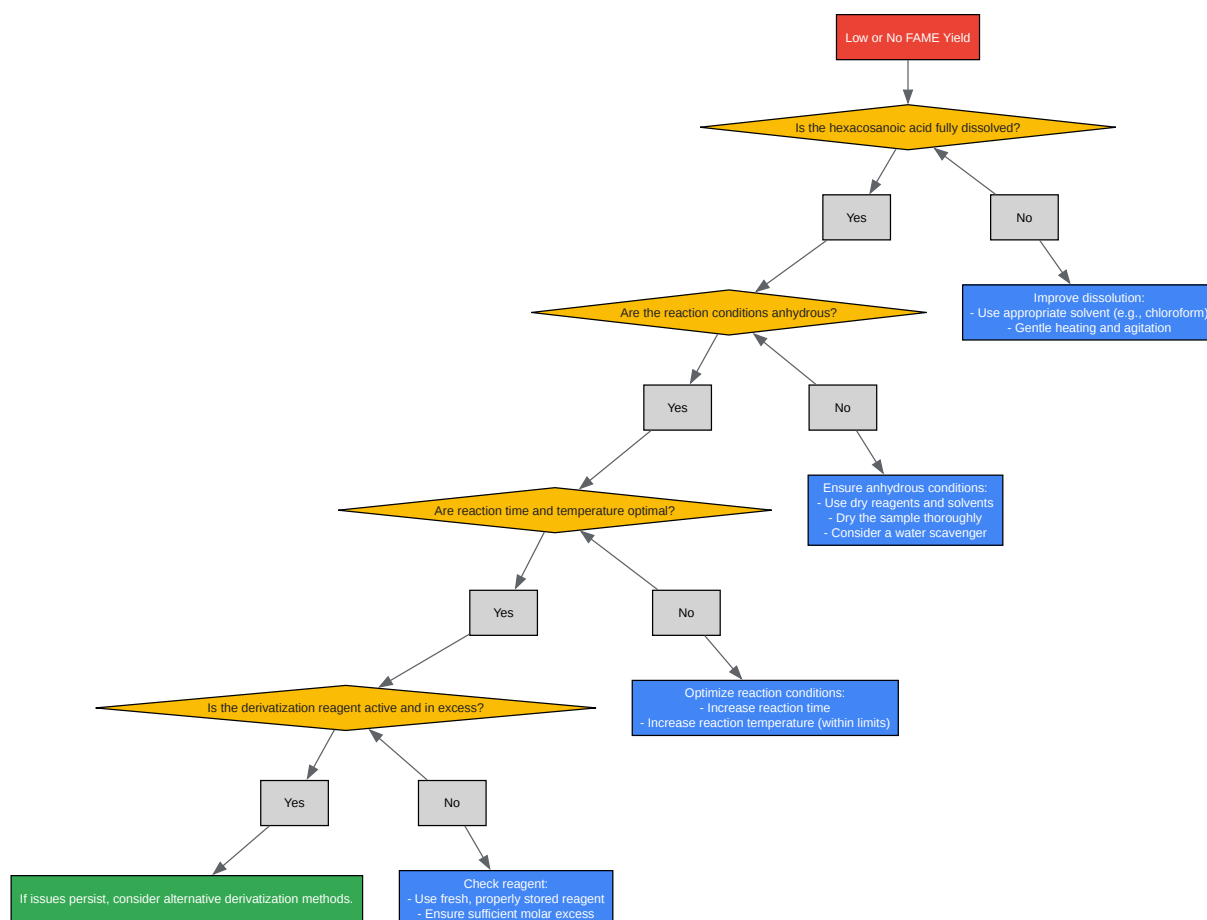 Low or No FAME Yield
Is the hexacosanoic acid fully dissolved?
Yes
No
Improve dissolution:
- Use appropriate solvent (e.g., chloroform)
- Gentle heating and agitation
Are the reaction conditions anhydrous?
Yes
No
Ensure anhydrous conditions:
- Use dry reagents and solvents
- Dry the sample thoroughly
- Consider a water scavenger
Are reaction time and temperature optimal?
Yes
No
Optimize reaction conditions:
- Increase reaction time
- Increase reaction temperature (within limits)
Is the derivatization reagent active and in excess?
Yes
No
If issues persist, consider alternative derivatization methods.
Check reagent:
- Use fresh, properly stored reagent
- Ensure sufficient molar excess